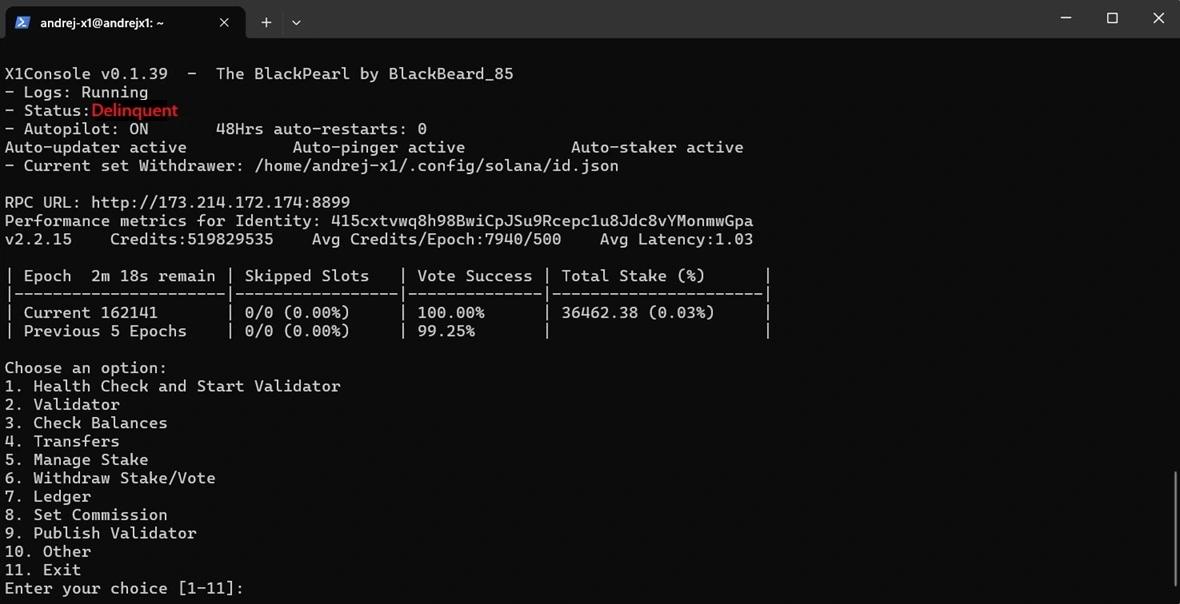 andrej-x1@andrejx1: ~
X1Console v0.1.39  -  The BlackPearl by BlackBeard_85
- Logs: Running
- Status:Delinquent
- Autopilot: ON       48Hrs auto-restarts: 0
Auto-updater active           Auto-pinger active           Auto-staker active
- Current set Withdrawer: /home/andrej-x1/.config/solana/id.json
RPC URL: http://173.214.172.174:8899
Performance metrics for Identity: 415cxtvwq8h98BwiCpJSu9Rcepc1u8Jdc8vYMonmwGpa
v2.2.15    Credits:519829535    Avg Credits/Epoch:7940/500    Avg Latency:1.03
| Epoch  2m 18s remain | Skipped Slots   | Vote Success | Total Stake (%)      |
|----------------------|-----------------|--------------|----------------------|
| Current 162141       | 0/0 (0.00%)     | 100.00%      | 36462.38 (0.03%)     |
| Previous 5 Epochs    | 0/0 (0.00%)     | 99.25%       |                      |
Choose an option:
1. Health Check and Start Validator
2. Validator
3. Check Balances
4. Transfers
5. Manage Stake
6. Withdraw Stake/Vote
7. Ledger
8. Set Commission
9. Publish Validator
10. Other
11. Exit
Enter your choice [1-11]: